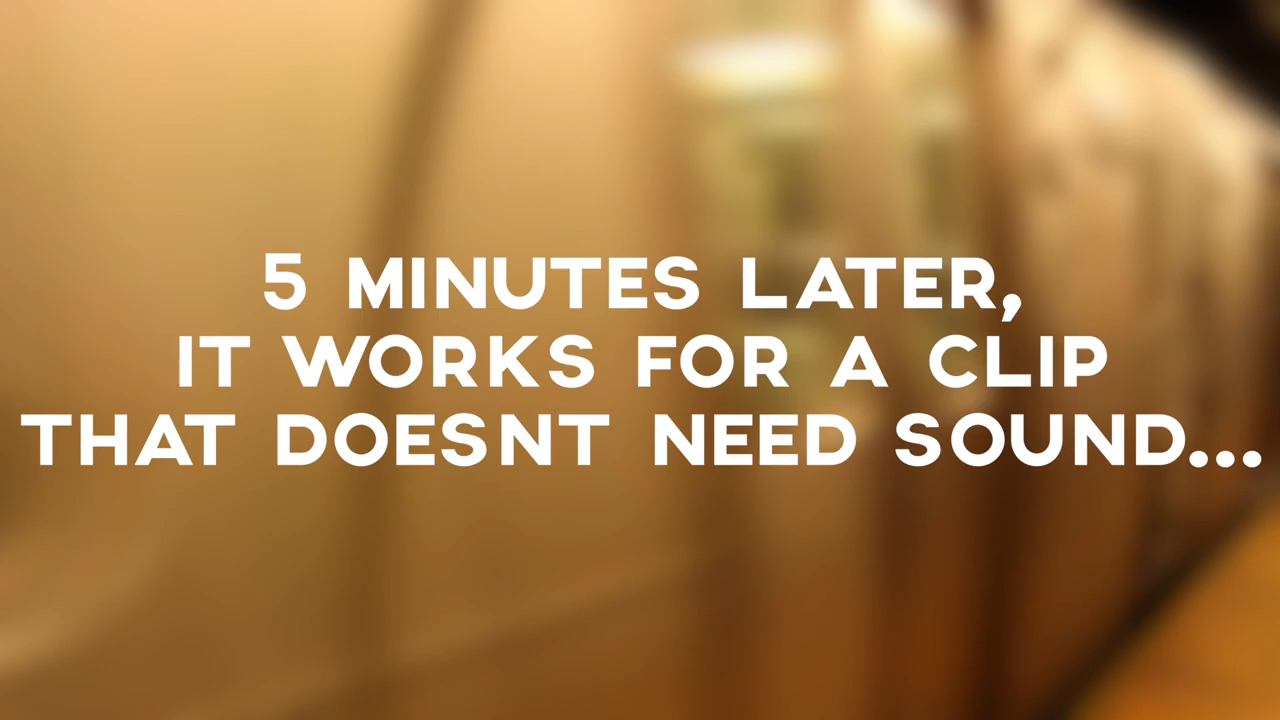 5 MINUTES LATER,
IT WORKS FOR A CLIP
THAT DOESNT NEED SOUND...